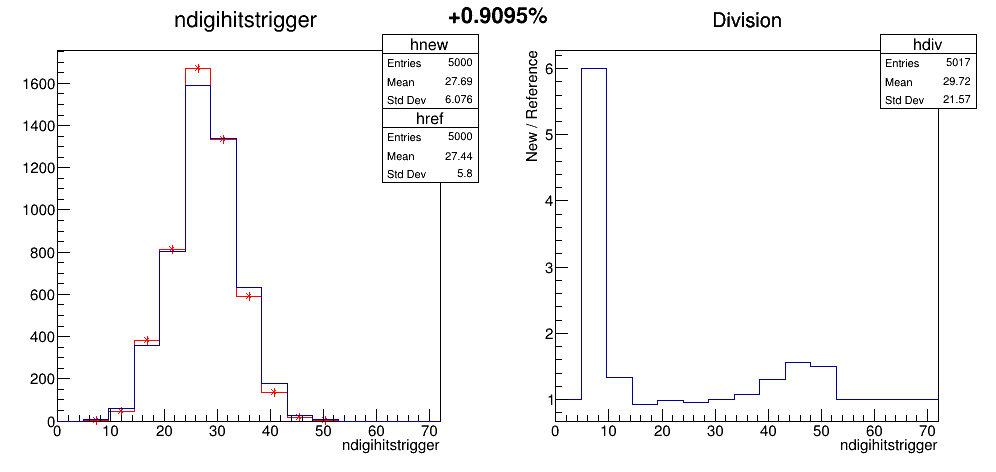 ndigihitstrigger
+0.9095%
Division
hnew
Entries 5000
Mean 27.69
Std Dev 6.076
href
Entries 5000
Mean 27.44
Std Dev 5.8
1600
1400
1200
1000
800
600
400
200
0
0 10 20 30 40 50 60 70
ndigihitstrigger
hdiv
Entries 5017
Mean 29.72
Std Dev 21.57
New / Reference
6
5
4
3
2
1
0 10 20 30 40 50 60 70
ndigihitstrigger